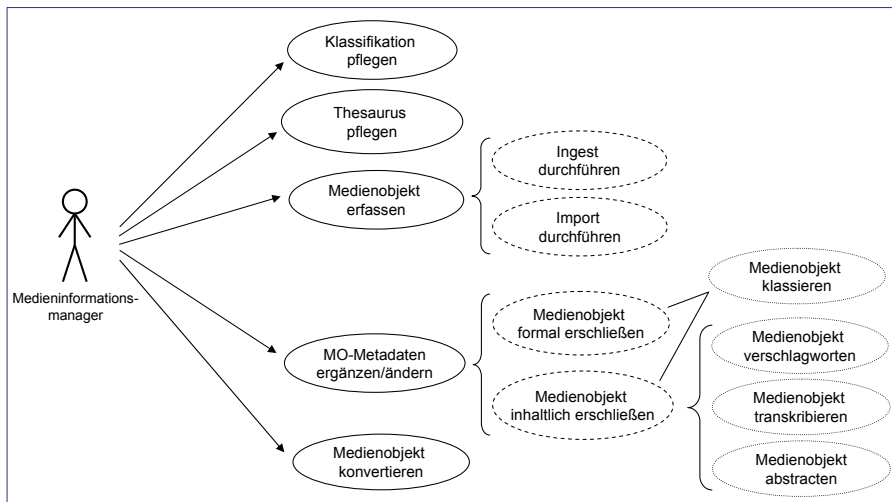 Klassifikation
pflegen
Thesaurus
pflegen
Medienobjekt
erfassen
Ingest
durchführen
Import
durchführen
Medieninformations-
manager
MO-Metadaten
ergänzen/ändern
Medienobjekt
formal erschließen
Medienobjekt
inhaltlich erschließen
Medienobjekt
klassieren
Medienobjekt
verschlagworten
Medienobjekt
transkribieren
Medienobjekt
abstracten
Medienobjekt
konvertieren